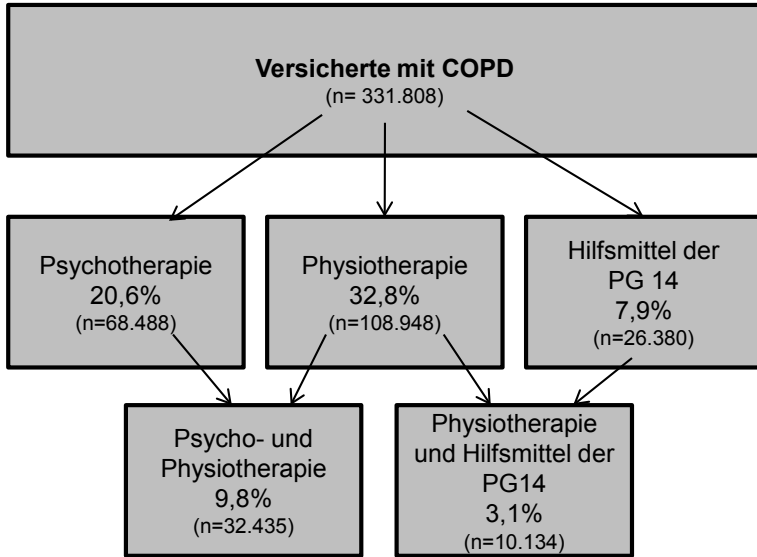 Versicherte mit COPD
(n= 331.808)
Psychotherapie
20,6%
(n=68.488)
Physiotherapie
32,8%
(n=108.948)
Hilfsmittel der
PG 14
7,9%
(n=26.380)
Psycho- und
Physiotherapie
9,8%
(n=32.435)
Physiotherapie
und Hilfsmittel der
PG14
3,1%
(n=10.134)